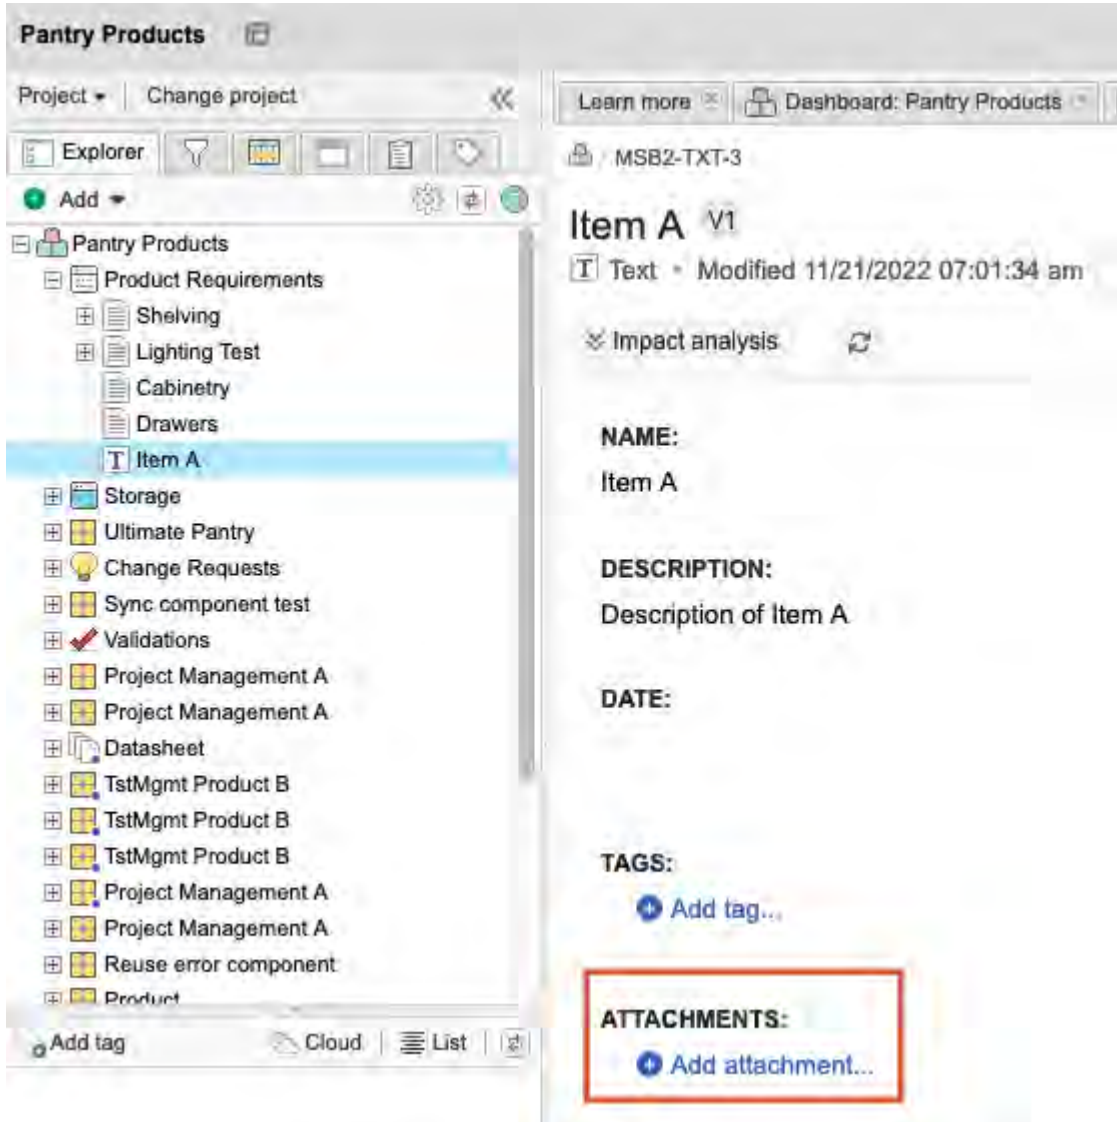 Pantry Products
Project
Change project
Explorer
Add
Pantry Products
Product Requirements
Shelving
Lighting Test
Cabinetry
Drawers
T Item A
Storage
Ultimate Pantry
Change Requests
Sync component test
Validations
Project Management A
Project Management A
Datasheet
TstMgmt Product B
TstMgmt Product B
TstMgmt Product B
Project Management A
Project Management A
Reuse error component
Product
Add tag
Cloud
List
Learn more
Dashboard: Pantry Products
MSB2-TXT-3
Item A V1
T Text • Modified 11/21/2022 07:01:34 am
Impact analysis
NAME:
Item A
DESCRIPTION:
Description of Item A
DATE:
TAGS:
Add tag...
ATTACHMENTS:
Add attachment...